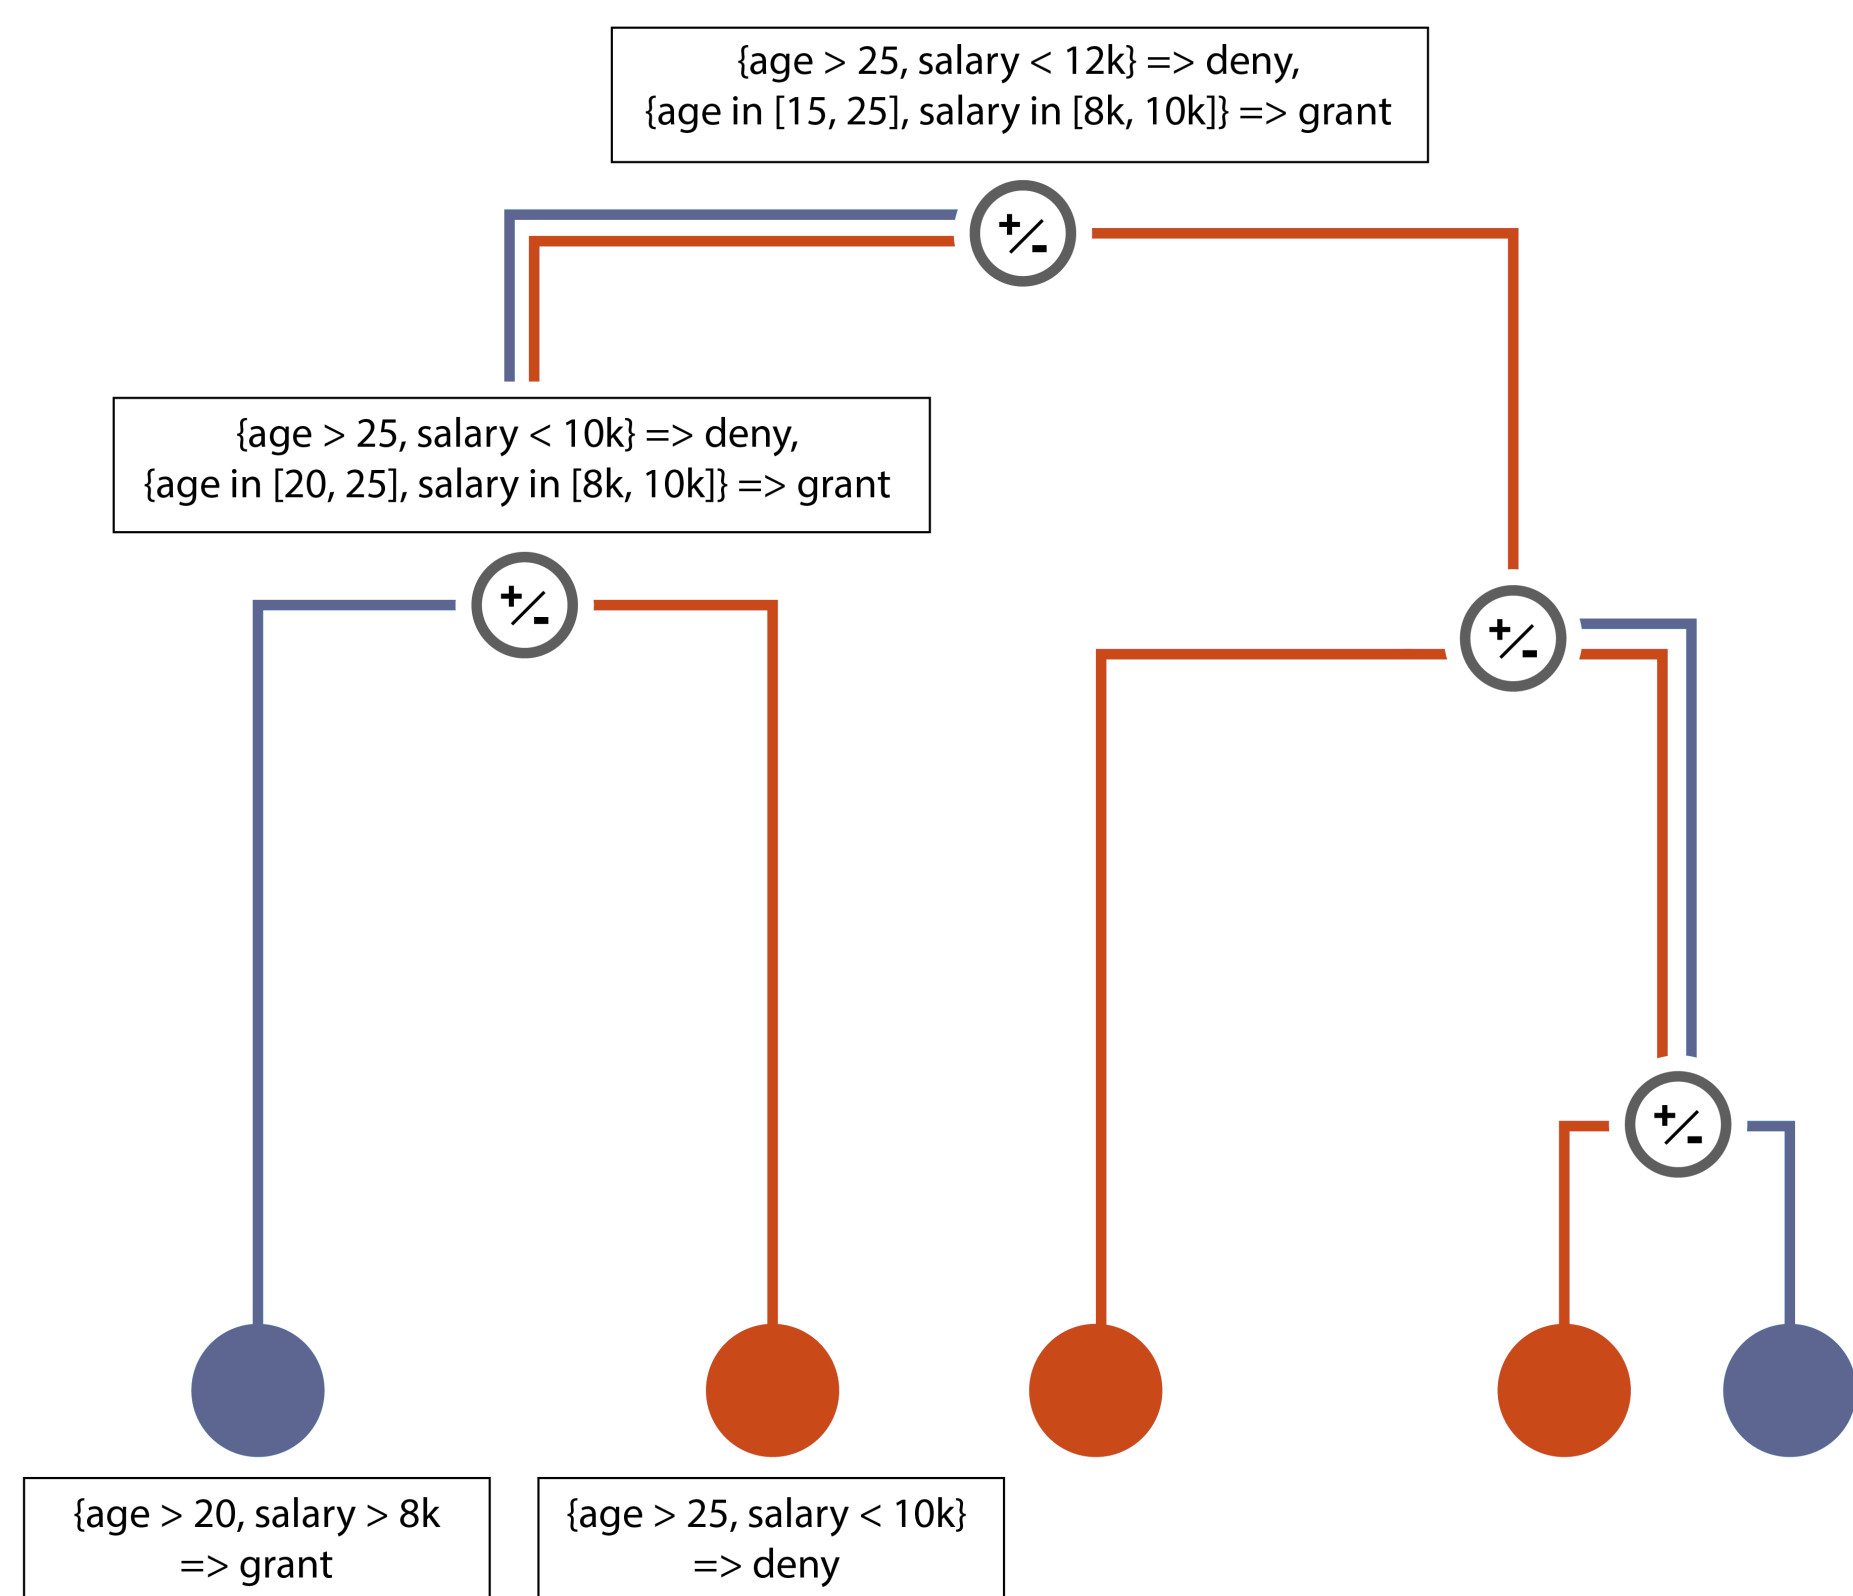 {age > 25, salary < 12k} => deny,
{age in [15, 25], salary in [8k, 10k]} => grant
+/-
{age > 25, salary < 10k} => deny,
{age in [20, 25], salary in [8k, 10k]} => grant
+/-
+/-
+/-
{age > 20, salary > 8k
=> grant
{age > 25, salary < 10k}
=> deny